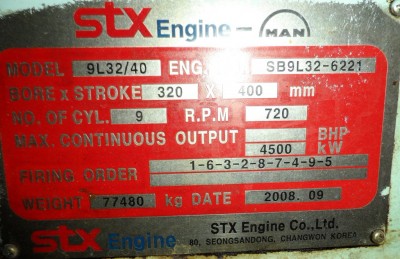 STX Engine – MAN
MODEL 9L32/40 ENG. SB9L32-6221
BORE x STROKE 320 X 400 mm
NO. OF CYL. 9 R.P.M 720
MAX. CONTINUOUS OUTPUT BHP
4500 kW
FIRING. ORDER 1-6-3-2-8-7-4-9-5
WEIGHT 77480 kg DATE 2008. 09
STX Engine STX Engine Co.,Ltd.
80, SEONGSANDONG, CHANGWON KOREA